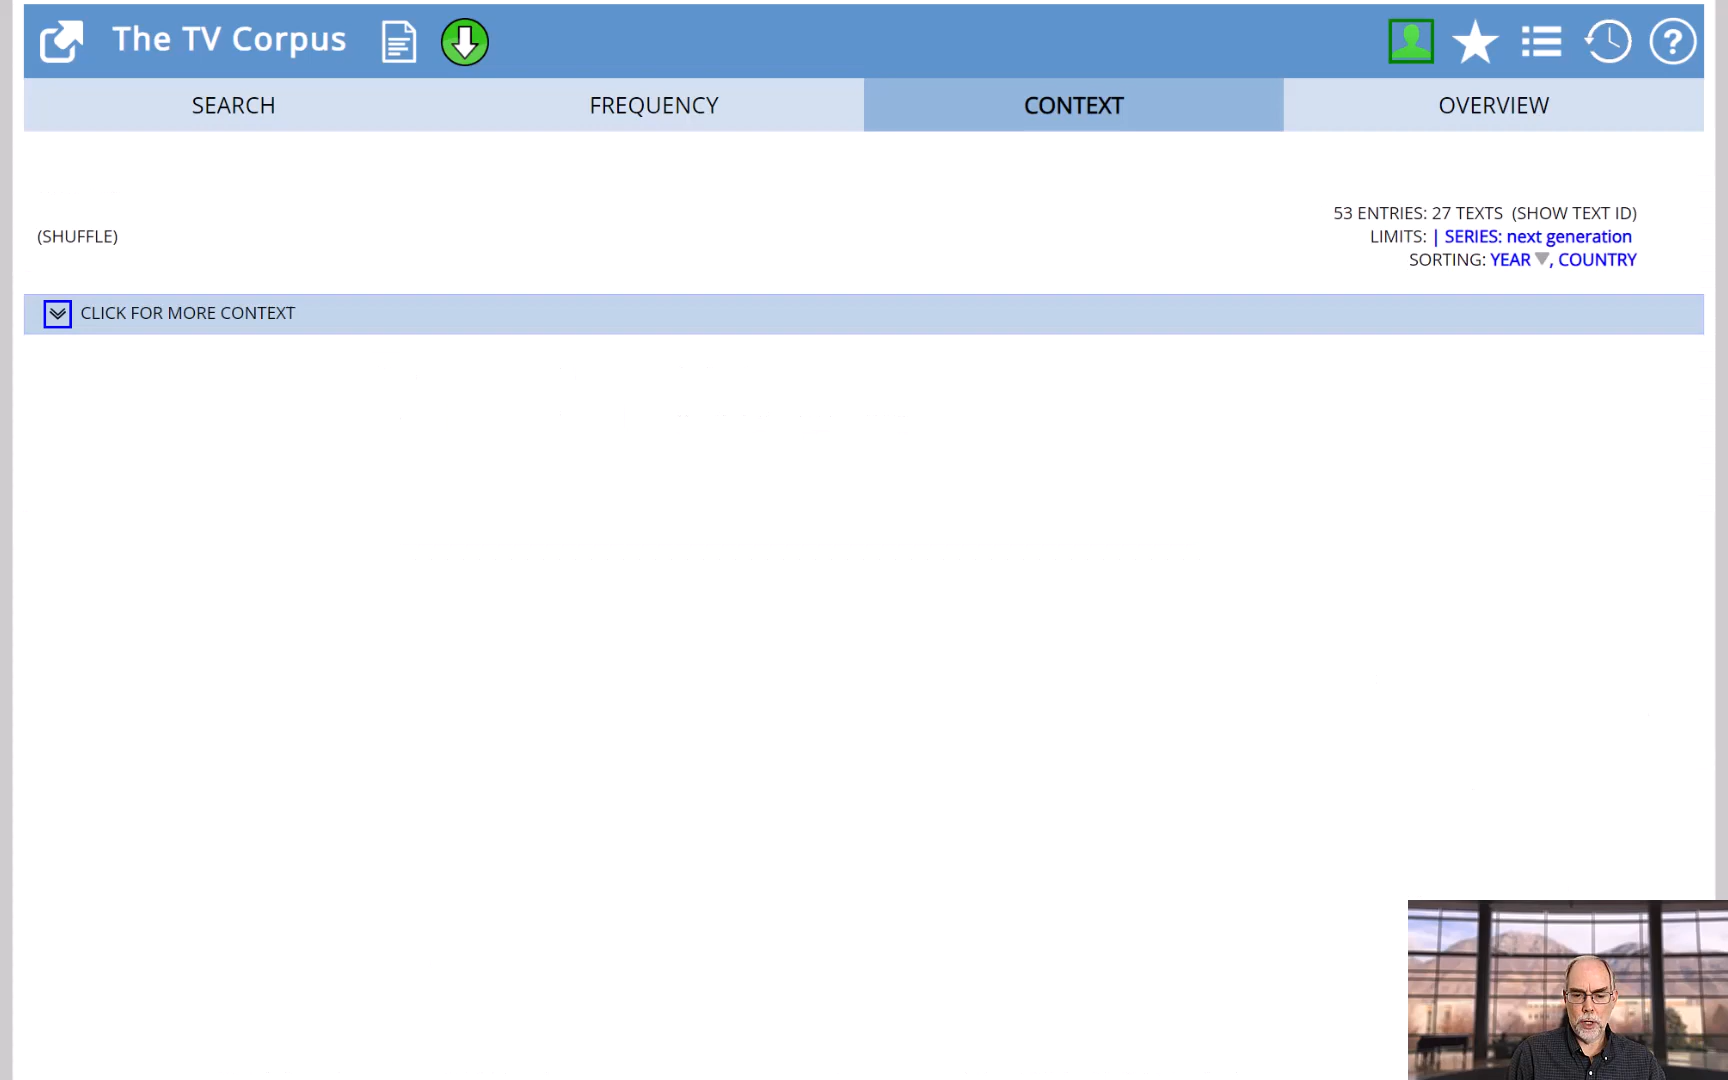 The TV Corpus
?
SEARCH FREQUENCY CONTEXT OVERVIEW
53 ENTRIES: 27 TEXTS (SHOW TEXT ID)
(SHUFFLE) LIMITS: | SERIES: next generation
SORTING: YEAR , COUNTRY
CLICK FOR MORE CONTEXT